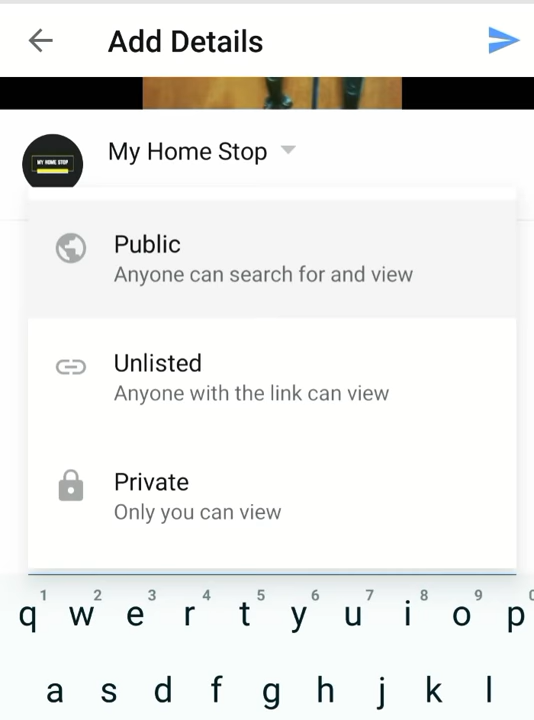 Add Details
MY HOME STOP
My Home Stop
Public
Anyone can search for and view
Unlisted
Anyone with the link can view
Private
Only you can view
1 2 3 4 5 6 7 8 9 0
q w e r t y u i o p
a s d f g h j k l